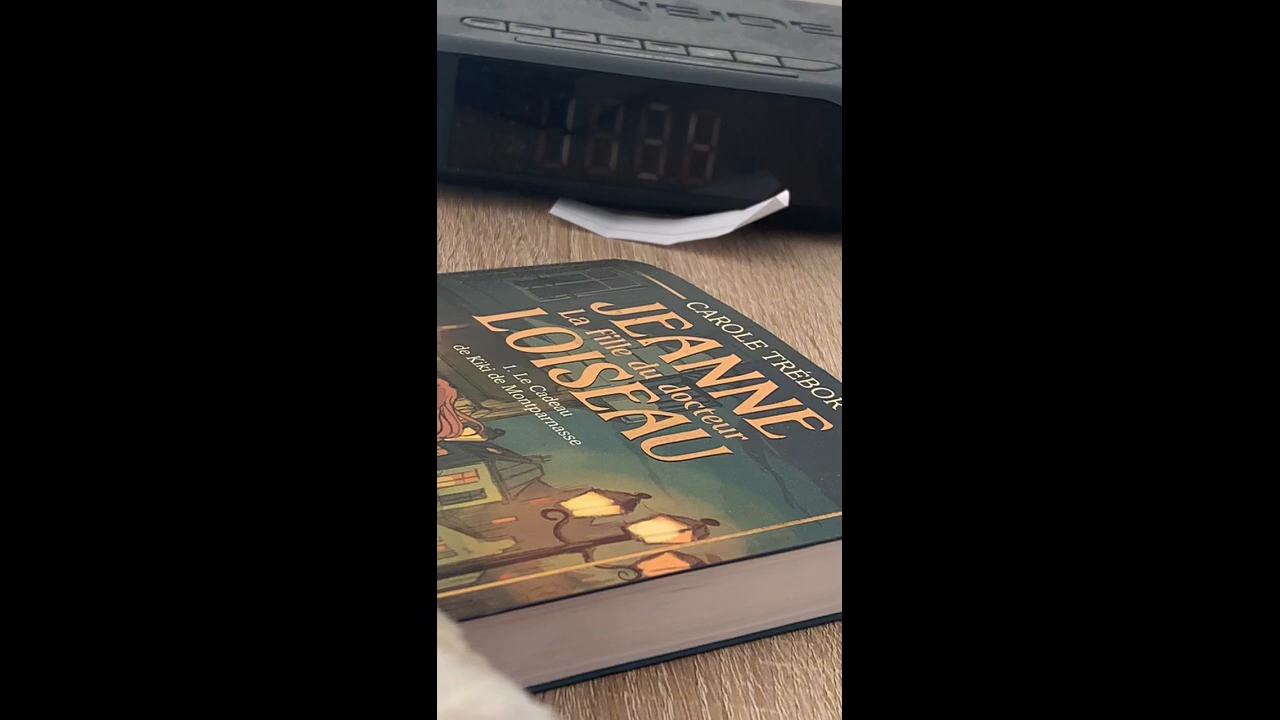 CAROLE TRÉBOR
JEANNE
La fille du docteur
LOISEAU
1. Le Cadeau
de Kiki de Montparnasse